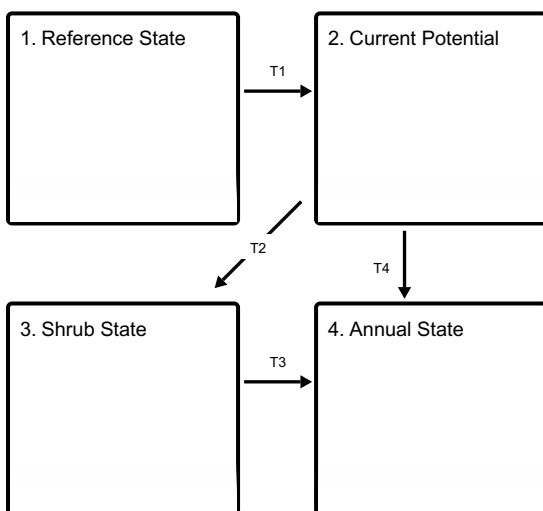 1. Reference State
2. Current Potential
T1
T2
T4
3. Shrub State
4. Annual State
T3